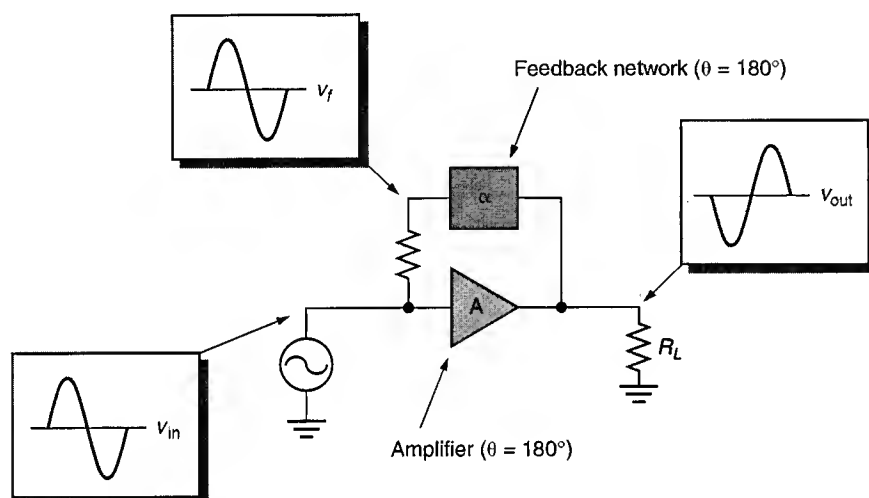 v_f
Feedback network (θ = 180°)
α
v_out
A
R_L
v_in
Amplifier (θ = 180°)